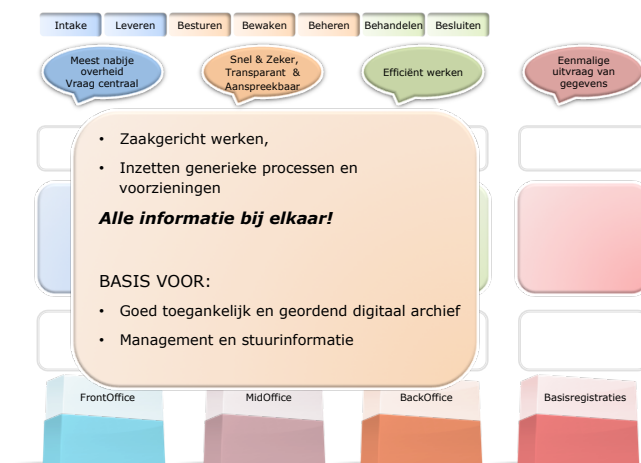 Intake Leveren Besturen Bewaken Beheren Behandelen Besluiten
Meest nabije
overheid
Vraag centraal
Snel & Zeker,
Transparant &
Aanspreekbaar
Efficiënt werken
Eenmalige
uitvraag van
gegevens
• Zaakgericht werken,
• Inzetten generieke processen en
voorzieningen
Alle informatie bij elkaar!
BASIS VOOR:
• Goed toegankelijk en geordend digitaal archief
• Management en stuurinformatie
FrontOffice MidOffice BackOffice Basisregistraties